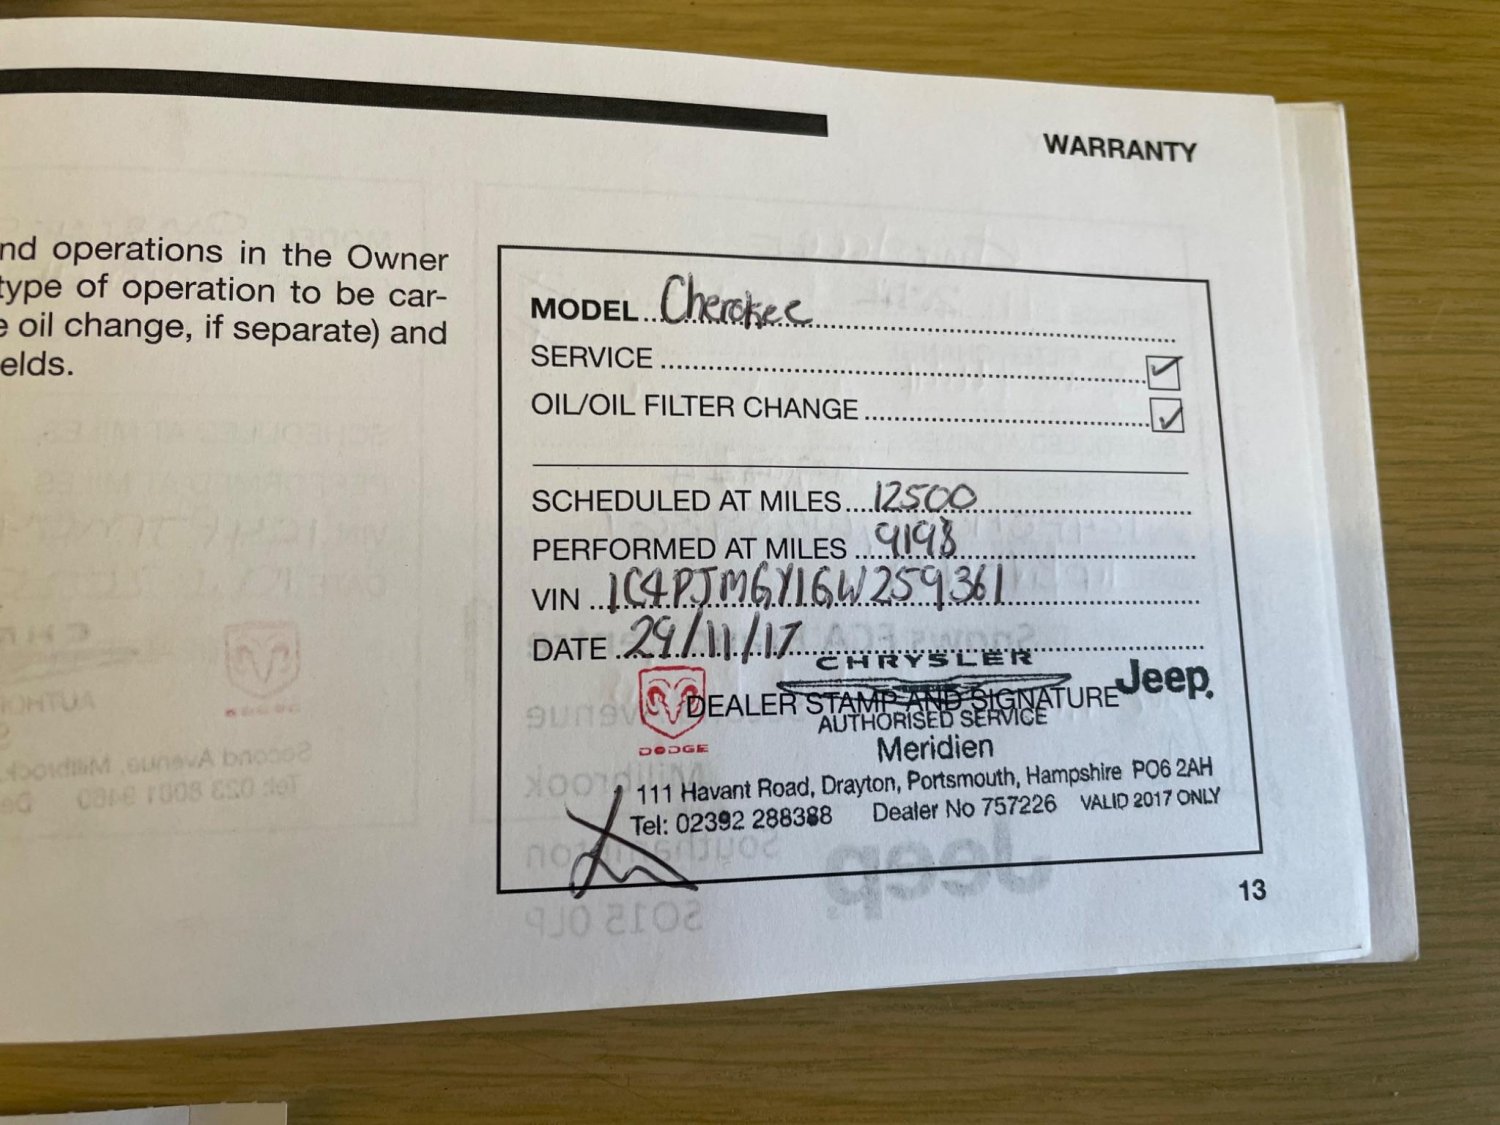 WARRANTY
nd operations in the Owner
type of operation to be car-
e oil change, if separate) and
elds.
MODEL Cherokee
SERVICE ✓
OIL/OIL FILTER CHANGE ✓
SCHEDULED AT MILES 12500
PERFORMED AT MILES 9198
VIN 1C4PJMGY1GW259361
DATE 29/11/17
CHRYSLER
Jeep
DEALER STAMP AND SIGNATURE
DODGE
AUTHORISED SERVICE
Meridien
111 Havant Road, Drayton, Portsmouth, Hampshire PO6 2AH
Tel: 02392 288388 Dealer No 757226 VALID 2017 ONLY
13